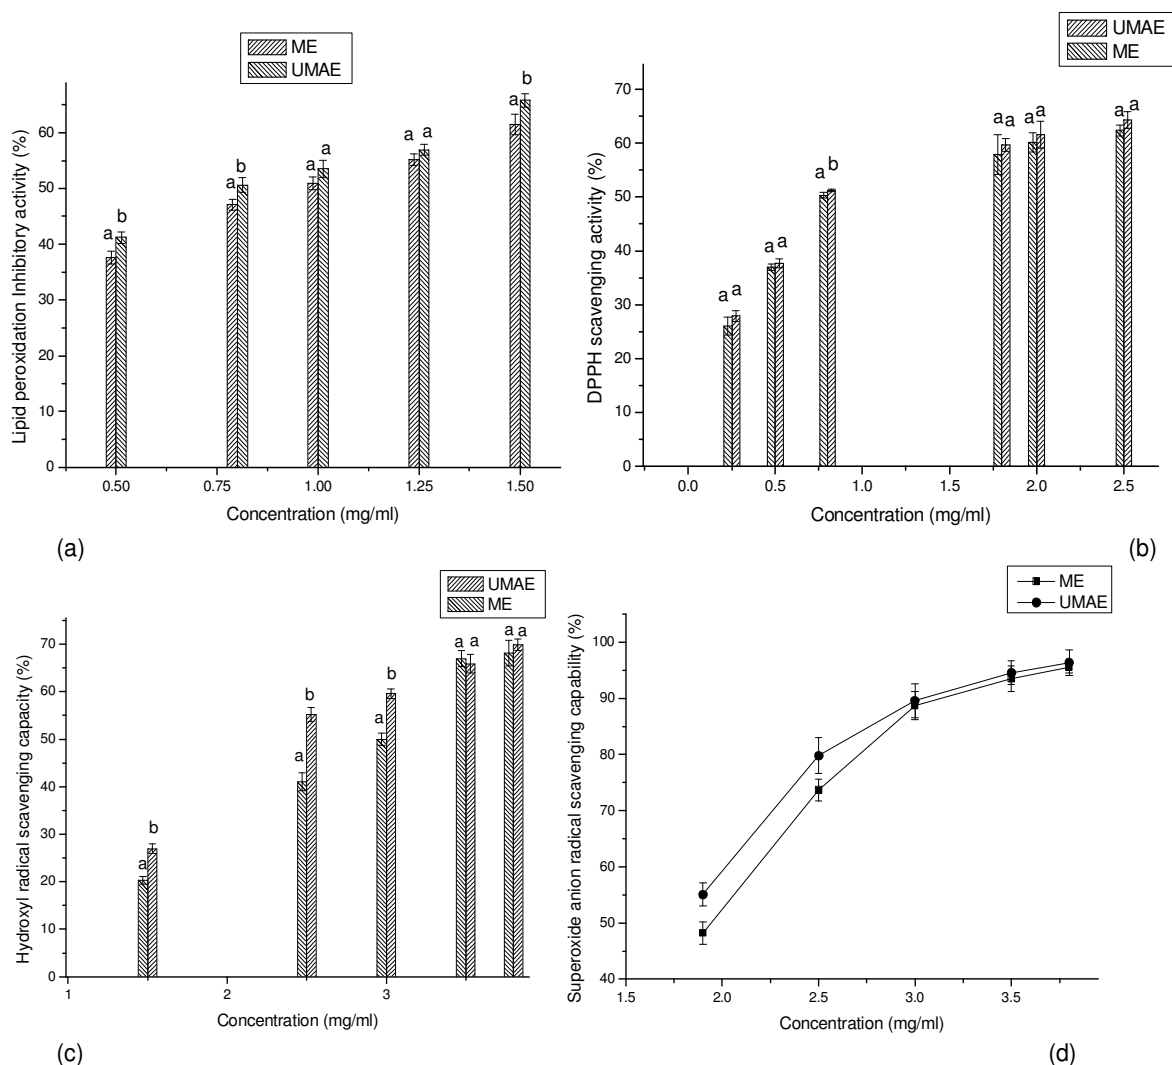 ME
UMAE
Lipid peroxidation Inhibitory activity (%)
70
60
50
40
30
20
10
0
a b
a b
a a
a a
a b
0.50 0.75 1.00 1.25 1.50
Concentration (mg/ml)
(a)
UMAE
ME
DPPH scavenging activity (%)
70
60
50
40
30
20
10
0
a a
a a
a b
a a
a a
a a
0.0 0.5 1.0 1.5 2.0 2.5
Concentration (mg/ml)
(b)
UMAE
ME
Hydroxyl radical scavenging capacity (%)
70
60
50
40
30
20
10
0
a b
a b
a b
a a
a a
1 2 3
Concentration (mg/ml)
(c)
ME
UMAE
Superoxide anion radical scavenging capability (%)
100
90
80
70
60
50
40
1.5 2.0 2.5 3.0 3.5
Concentration (mg/ml)
(d)